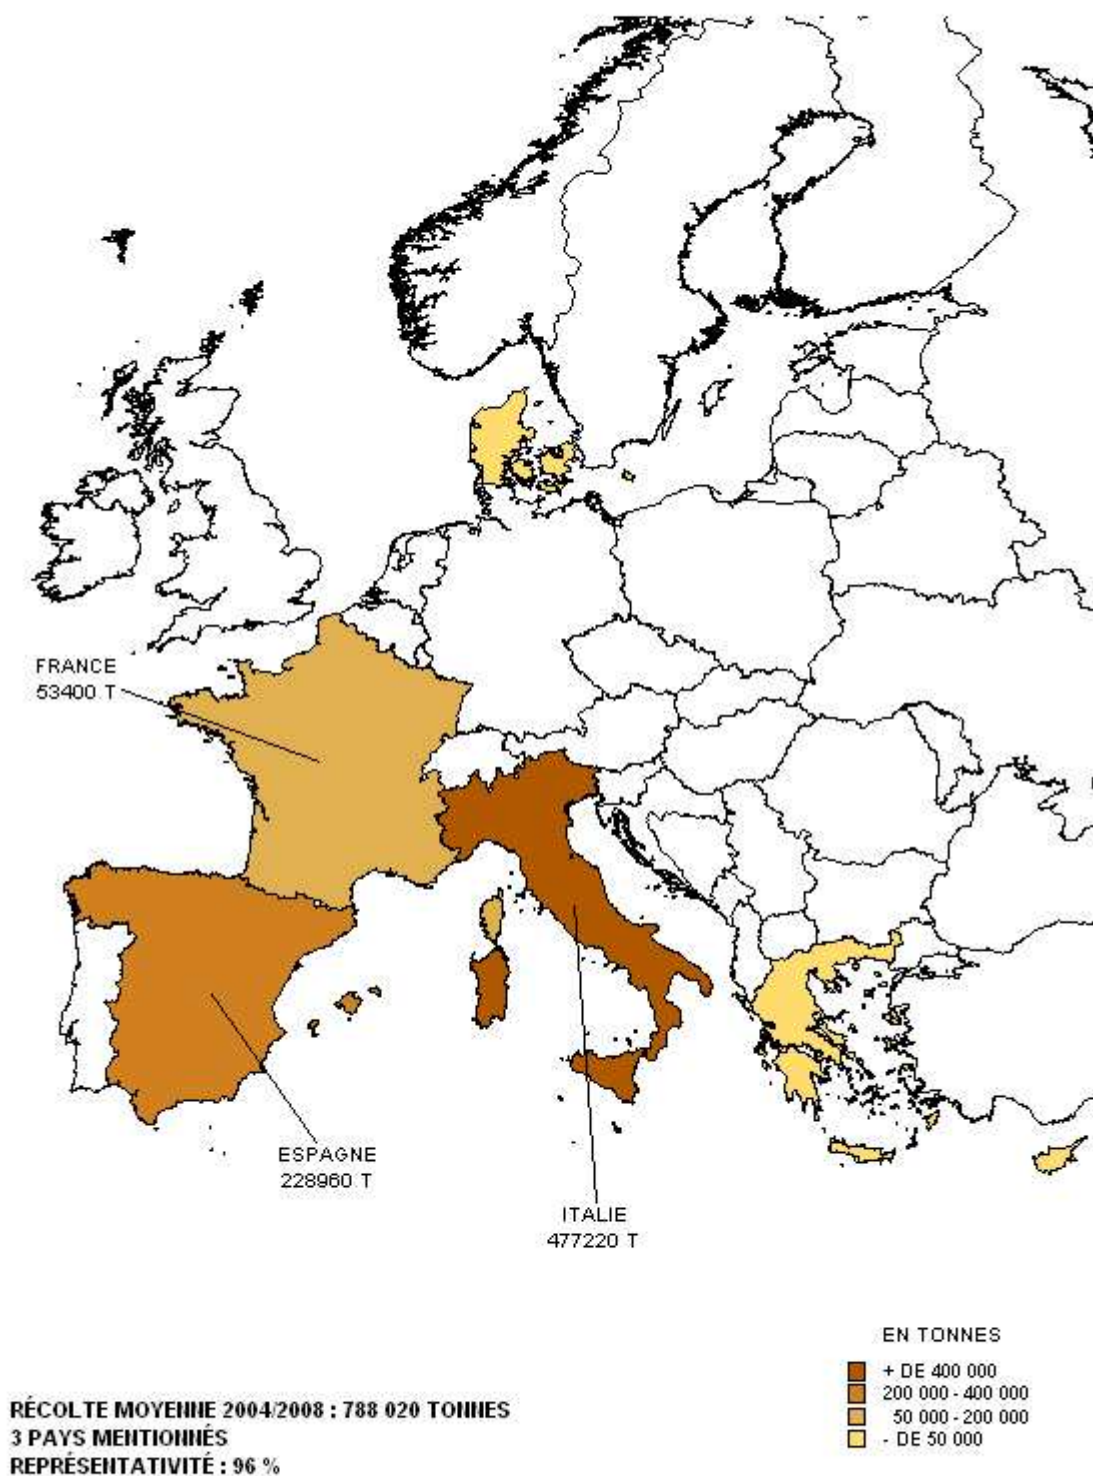 FRANCE
53400 T
ESPAGNE
228960 T
ITALIE
477220 T
EN TONNES
+ DE 400 000
200 000 - 400 000
50 000 - 200 000
- DE 50 000
RÉCOLTE MOYENNE 2004/2008 : 788 020 TONNES
3 PAYS MENTIONNÉS
REPRÉSENTATIVITÉ : 96 %